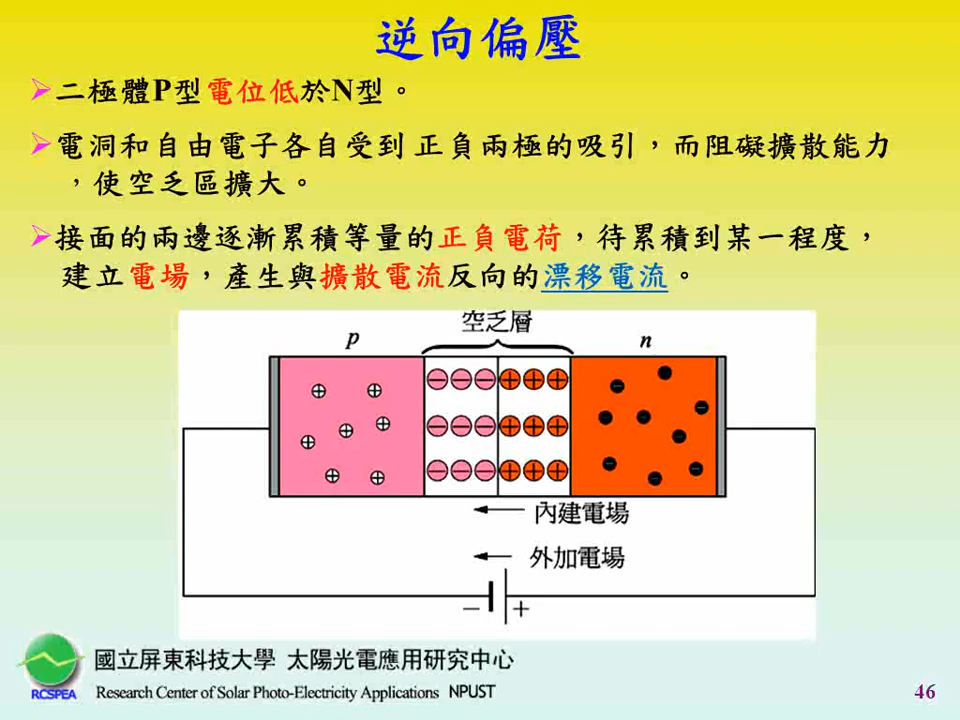 逆向偏壓
二極體P型電位低於N型。
電洞和自由電子各自受到 正負兩極的吸引，而阻礙擴散能力
，使空乏區擴大。
接面的兩邊逐漸累積等量的正負電荷，待累積到某一程度，
建立電場，產生與擴散電流反向的漂移電流。
空乏層
p
n
內建電場
外加電場
− +
國立屏東科技大學 太陽光電應用研究中心
RCSPEA
Research Center of Solar Photo-Electricity Applications NPUST
46